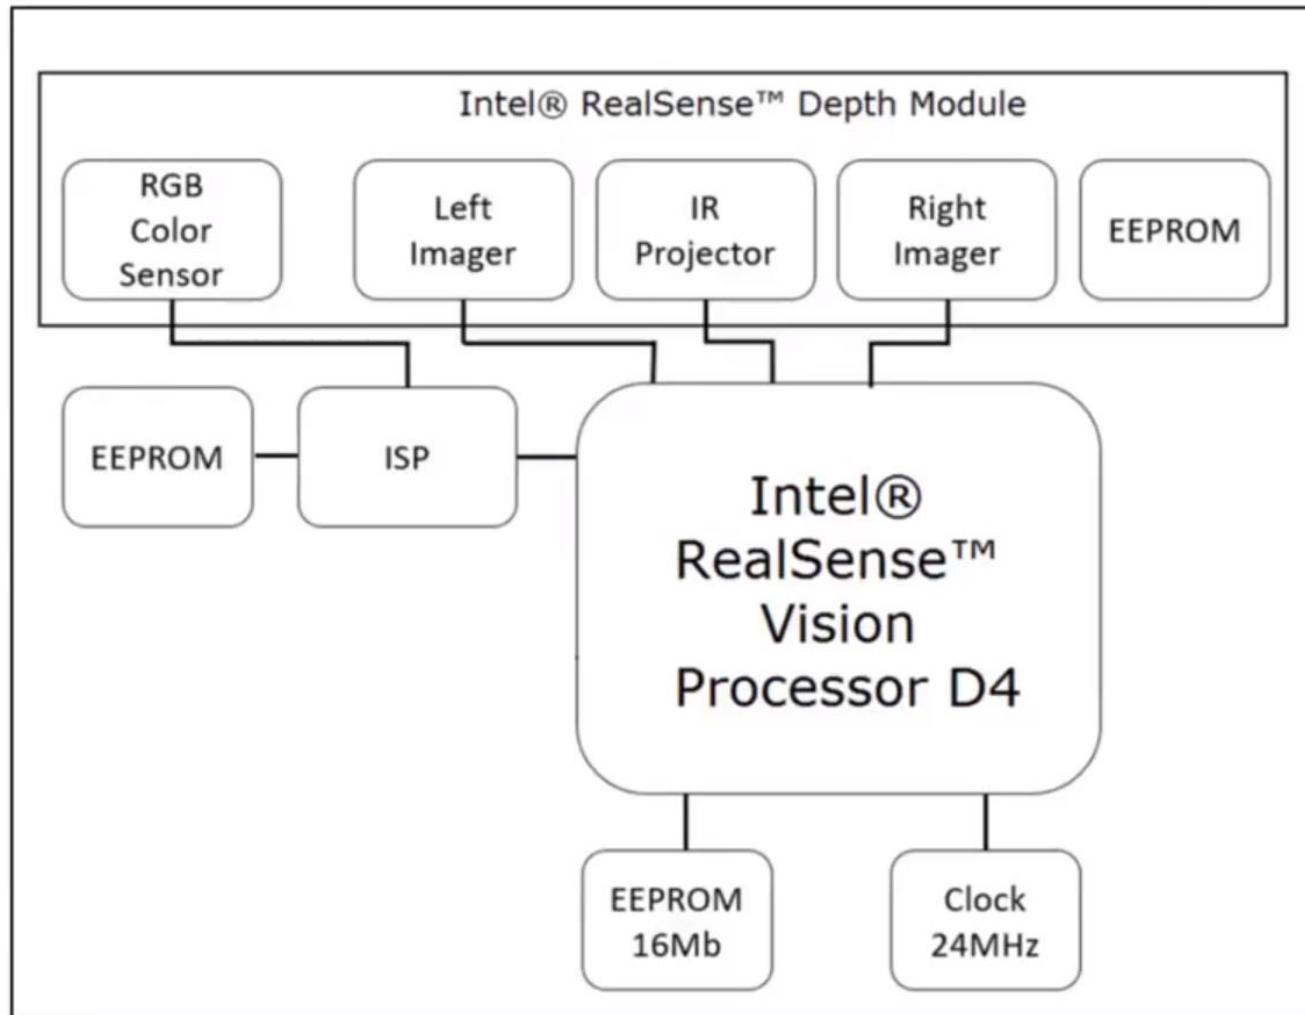 Intel® RealSense™ Depth Module
RGB
Color
Sensor
Left
Imager
IR
Projector
Right
Imager
EEPROM
EEPROM
ISP
Intel®
RealSense™
Vision
Processor D4
EEPROM
16Mb
Clock
24MHz